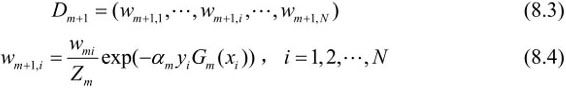 D_{m+1} = (w_{m+1,1}, ⋯, w_{m+1,i}, ⋯, w_{m+1,N}) (8.3)
w_{m+1,i} = \frac{w_{mi}}{Z_m} exp(−α_m y_i G_m(x_i)), i = 1, 2, ⋯, N (8.4)